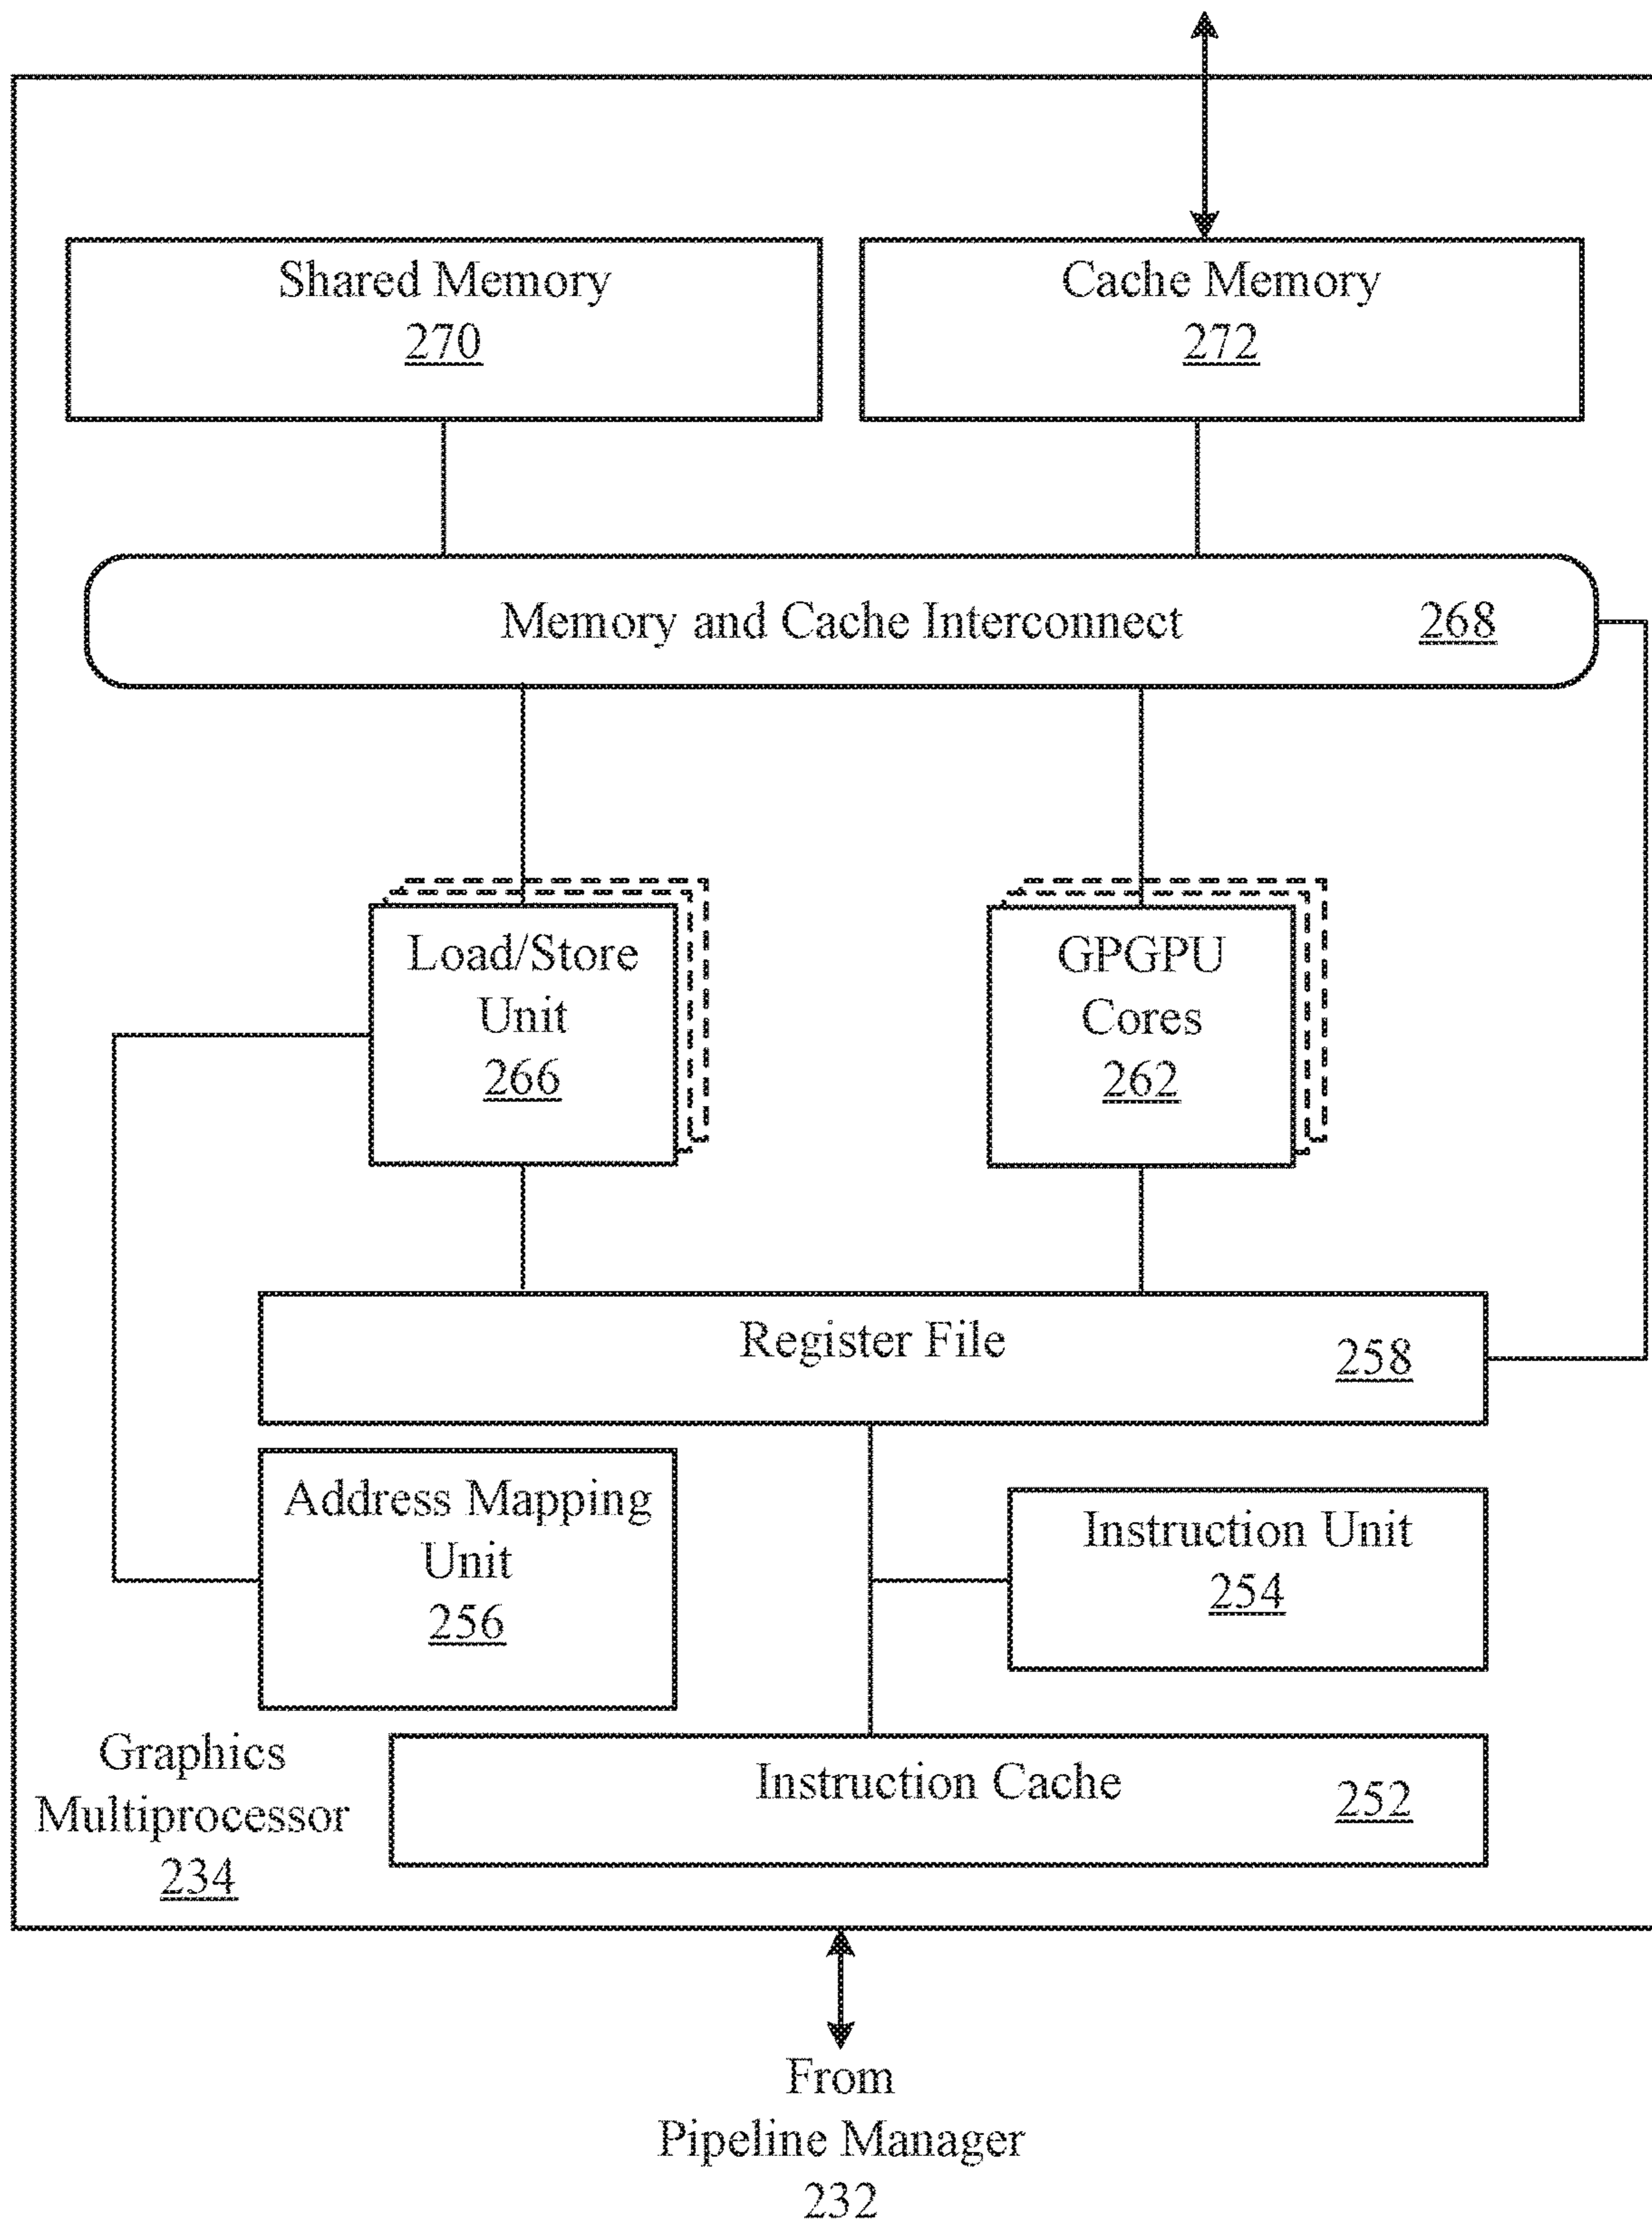 Shared Memory
270
Cache Memory
272
Memory and Cache Interconnect 268
Load/Store
Unit
266
GPGPU
Cores
262
Register File 258
Address Mapping
Unit
256
Instruction Unit
254
Graphics
Multiprocessor
234
Instruction Cache 252
From
Pipeline Manager
232